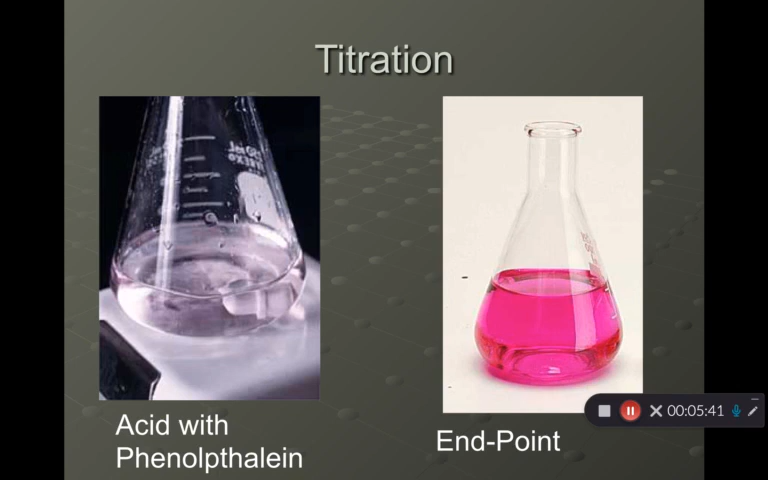 Titration
Acid with
Phenolpthalein
End-Point
00:05:41